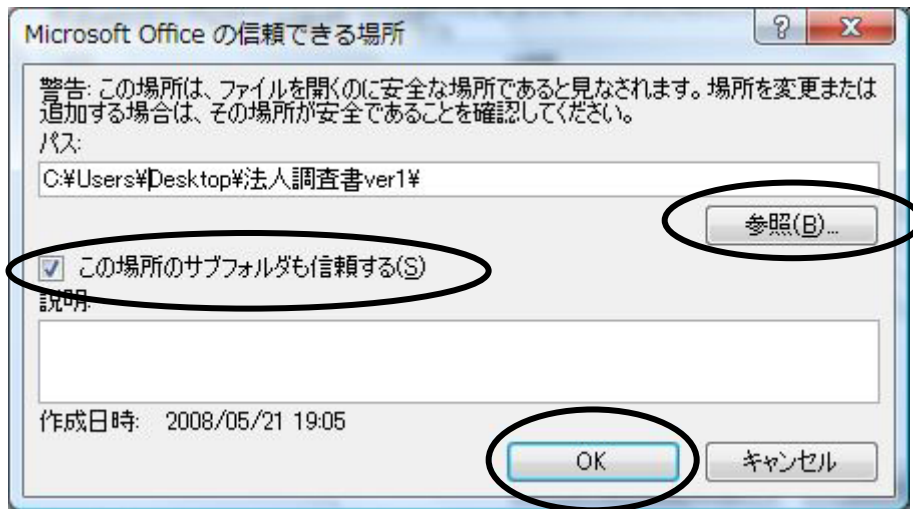 Microsoft Office の信頼できる場所
警告: この場所は、ファイルを開くのに安全な場所であると見なされます。場所を変更または
追加する場合は、その場所が安全であることを確認してください。
パス:
C:¥Users¥Desktop¥法人調査書ver1¥
参照(B)...
この場所のサブフォルダも信頼する(S)
説明:
作成日時: 2008/05/21 19:05
OK
キャンセル